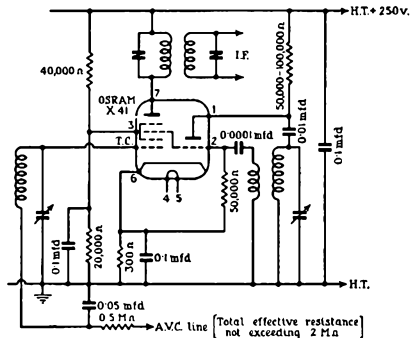 H.T.+ 250v.
40,000 Ω
I.F.
OSRAM
X 41
7
1
50,000-100,000 Ω
0·01 mfd
0·1 mfd
3
T.C.
2
0·0001 mfd
6
4 5
50,000 Ω
0·1 mfd
20,000 Ω
300 Ω
0·1 mfd
H.T.
0·05 mfd
0·5 MΩ
A.V.C. line [Total effective resistance
not exceeding 2 MΩ]